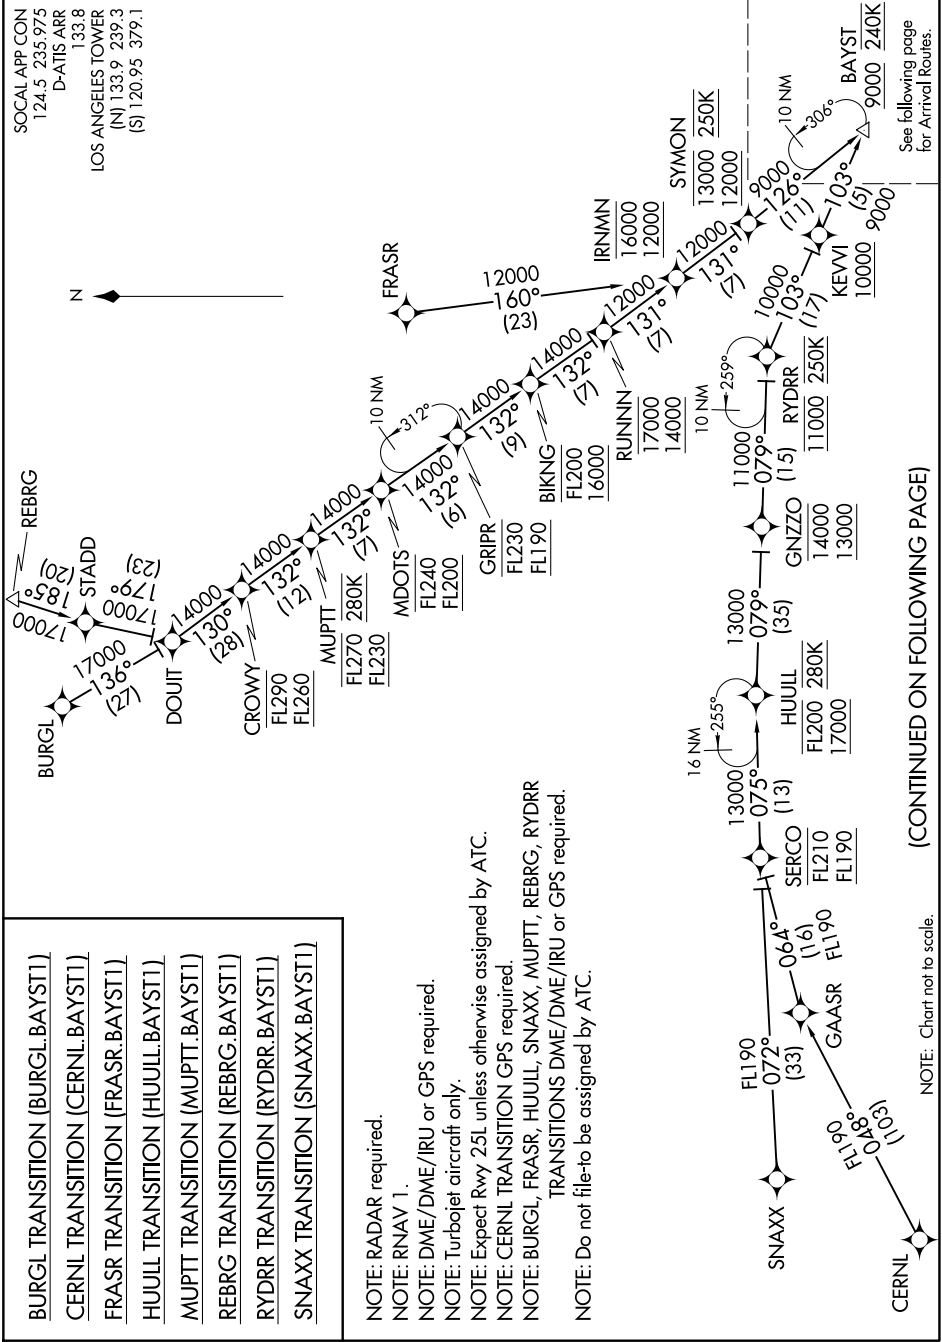 SOCAL APP CON
124.5 235.975
D-ATIS ARR
133.8
LOS ANGELES TOWER
(N) 133.9 239.3
(S) 120.95 379.1
BURGL TRANSITION (BURGL.BAYST1)
CERNL TRANSITION (CERNL.BAYST1)
FRASR TRANSITION (FRASR.BAYST1)
HUULL TRANSITION (HUULL.BAYST1)
MUPTT TRANSITION (MUPTT.BAYST1)
REBRG TRANSITION (REBRG.BAYST1)
RYDRR TRANSITION (RYDRR.BAYST1)
SNAXX TRANSITION (SNAXX.BAYST1)
NOTE: RADAR required.
NOTE: RNAV 1.
NOTE: DME/DME/IRU or GPS required.
NOTE: Turbojet aircraft only.
NOTE: Expect Rwy 25L unless otherwise assigned by ATC.
NOTE: CERNL TRANSITION GPS required.
NOTE: BURGL, FRASR, HUULL, SNAXX, MUPTT, REBRG, RYDRR
TRANSITIONS DME/DME/IRU or GPS required.
NOTE: Do not file-to be assigned by ATC.
N
REBRG
17000
185°
(20)
STADD
17000
179°
(23)
BURGL
17000
136°
(27)
DOUIT
14000
130°
(28)
CROWY
FL290
FL260
14000
132°
(12)
MUPTT
FL270 280K
FL230
14000
132°
(7)
MDOTS
FL240
FL200
14000
132°
(6)
10 NM
312°
GRIPR
FL230
FL190
14000
132°
(9)
BIKNG
FL200
16000
14000
132°
(7)
RUNNN
17000
14000
12000
131°
(7)
FRASR
12000
160°
(23)
IRNMN
16000
12000
12000
131°
(7)
SYMON
13000 250K
12000
9000
126°
(11)
10 NM
306°
BAYST
9000 240K
See following page
for Arrival Routes.
CERNL
FL190
048°
(103)
GAASR
064°
(16)
FL190
SNAXX
FL190
072°
(33)
SERCO
FL210
FL190
13000
075°
(13)
16 NM
255°
HUULL
FL200 280K
17000
13000
079°
(35)
GNZZO
14000
13000
11000
079°
(15)
10 NM
259°
RYDRR
11000 250K
10000
103°
(17)
KEVVI
10000
103°
(5)
9000
NOTE: Chart not to scale.
(CONTINUED ON FOLLOWING PAGE)